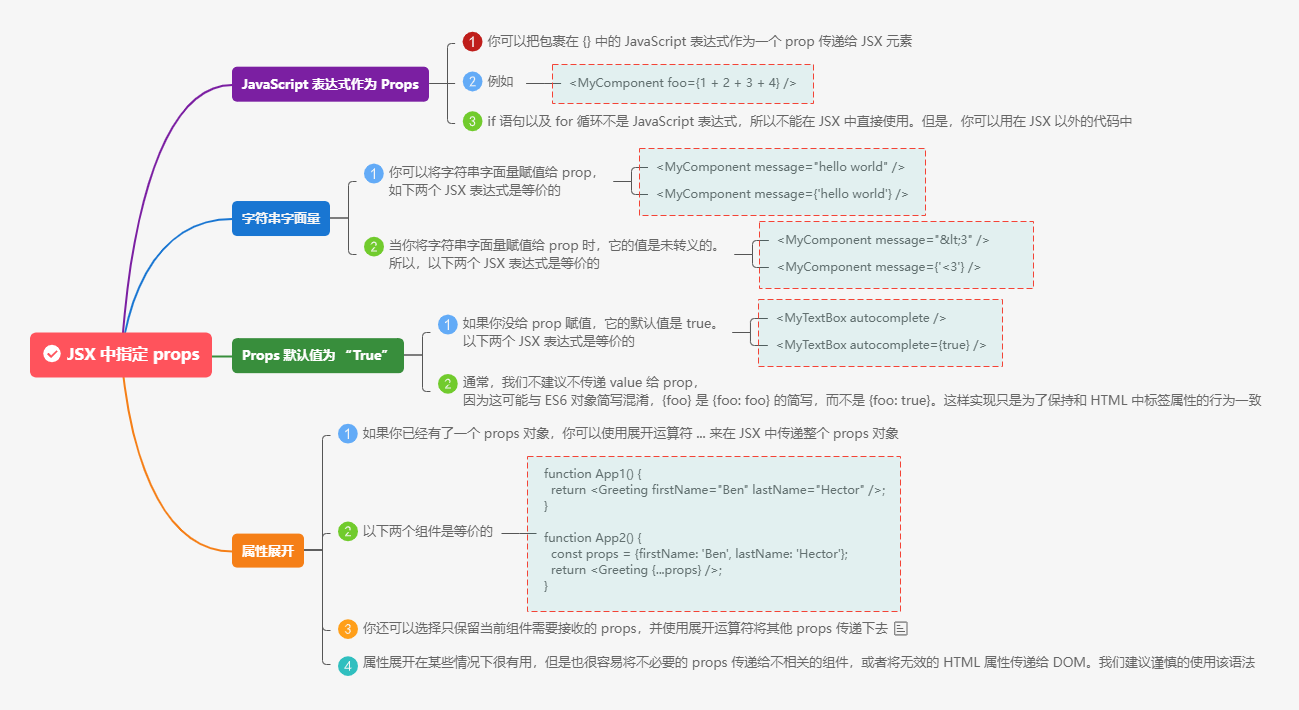 JSX 中指定 props
JavaScript 表达式作为 Props
1 你可以把包裹在 {} 中的 JavaScript 表达式作为一个 prop 传递给 JSX 元素
2 例如
<MyComponent foo={1 + 2 + 3 + 4} />
3 if 语句以及 for 循环不是 JavaScript 表达式，所以不能在 JSX 中直接使用。但是，你可以用在 JSX 以外的代码中
字符串字面量
1 你可以将字符串字面量赋值给 prop，
如下两个 JSX 表达式是等价的
<MyComponent message="hello world" />
<MyComponent message={'hello world'} />
2 当你将字符串字面量赋值给 prop 时，它的值是未转义的。
所以，以下两个 JSX 表达式是等价的
<MyComponent message="&lt;3" />
<MyComponent message={'<3'} />
Props 默认值为 “True”
1 如果你没给 prop 赋值，它的默认值是 true。
以下两个 JSX 表达式是等价的
<MyTextBox autocomplete />
<MyTextBox autocomplete={true} />
2 通常，我们不建议不传递 value 给 prop，
因为这可能与 ES6 对象简写混淆，{foo} 是 {foo: foo} 的简写，而不是 {foo: true}。这样实现只是为了保持和 HTML 中标签属性的行为一致
属性展开
1 如果你已经有了一个 props 对象，你可以使用展开运算符 ... 来在 JSX 中传递整个 props 对象
2 以下两个组件是等价的
function App1() {
return <Greeting firstName="Ben" lastName="Hector" />;
}
function App2() {
const props = {firstName: 'Ben', lastName: 'Hector'};
return <Greeting {...props} />;
}
3 你还可以选择只保留当前组件需要接收的 props，并使用展开运算符将其他 props 传递下去
4 属性展开在某些情况下很有用，但是也很容易将不必要的 props 传递给不相关的组件，或者将无效的 HTML 属性传递给 DOM。我们建议谨慎的使用该语法